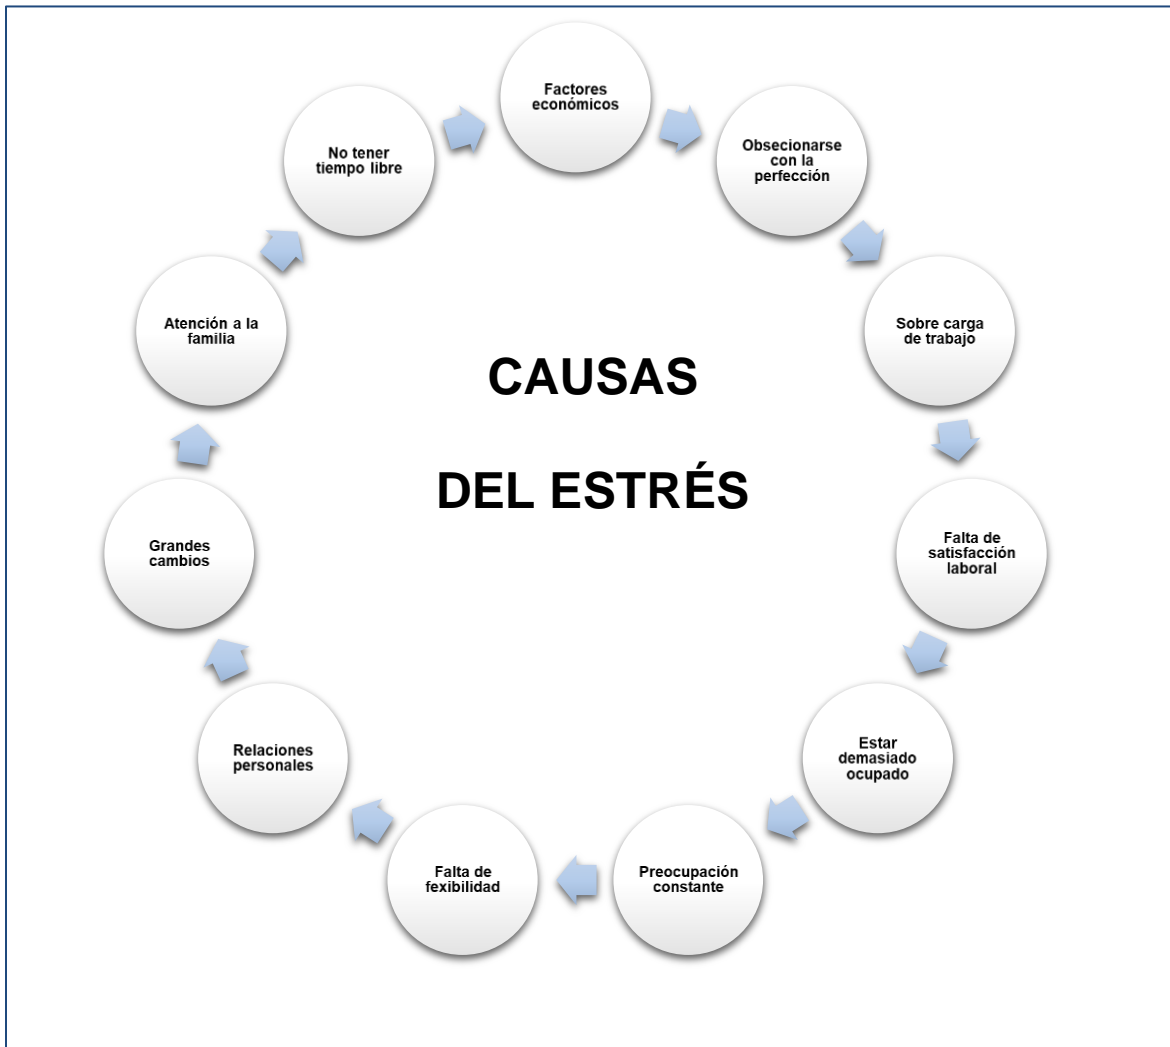 Factores
económicos
Obsecionarse
con la
perfección
Sobre carga
de trabajo
Falta de
satisfacción
laboral
Estar
demasiado
ocupado
Preocupación
constante
Falta de
fexibilidad
Relaciones
personales
Grandes
cambios
Atención a la
familia
No tener
tiempo libre
CAUSAS
DEL ESTRÉS